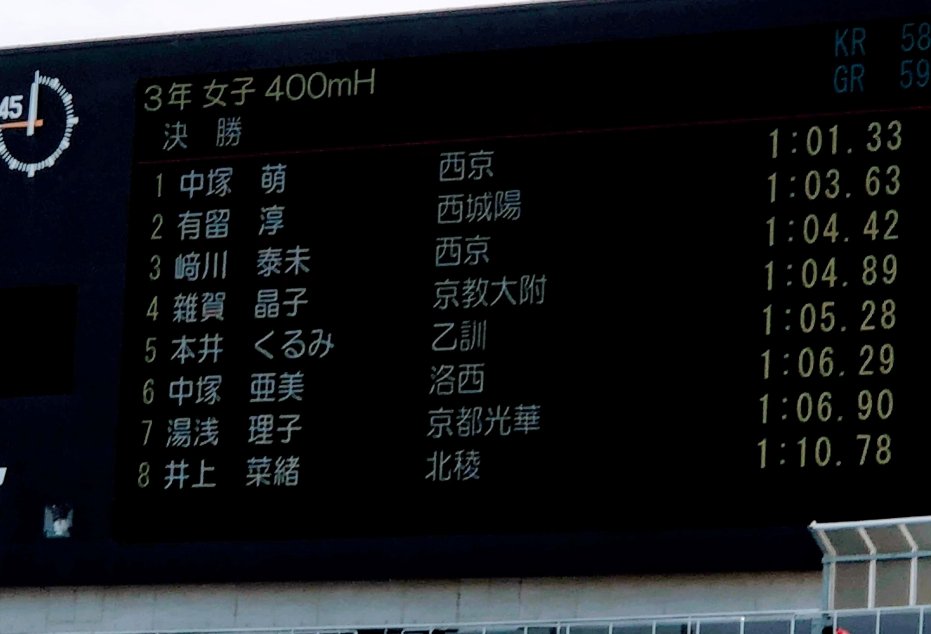 45
3年 女子 400mH
KR 58
GR 59
決 勝
1 中塚 萌 西京 1:01.33
2 有留 淳 西城陽 1:03.63
3 﨑川 泰未 西京 1:04.42
4 雑賀 晶子 京教大附 1:04.89
5 本井 くるみ 乙訓 1:05.28
6 中塚 亜美 洛西 1:06.29
7 湯浅 理子 京都光華 1:06.90
8 井上 菜緒 北稜 1:10.78